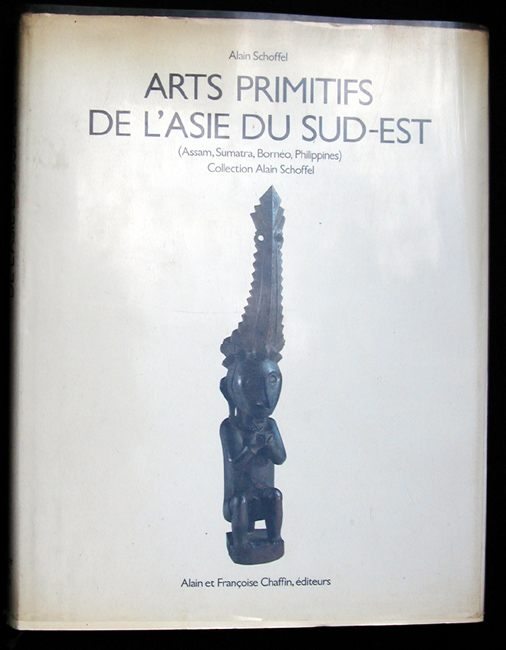 Alain Schoffel
ARTS PRIMITIFS
DE L'ASIE DU SUD-EST
(Assam, Sumatra, Bornéo, Philippines)
Collection Alain Schoffel
Alain et Françoise Chaffin, éditeurs